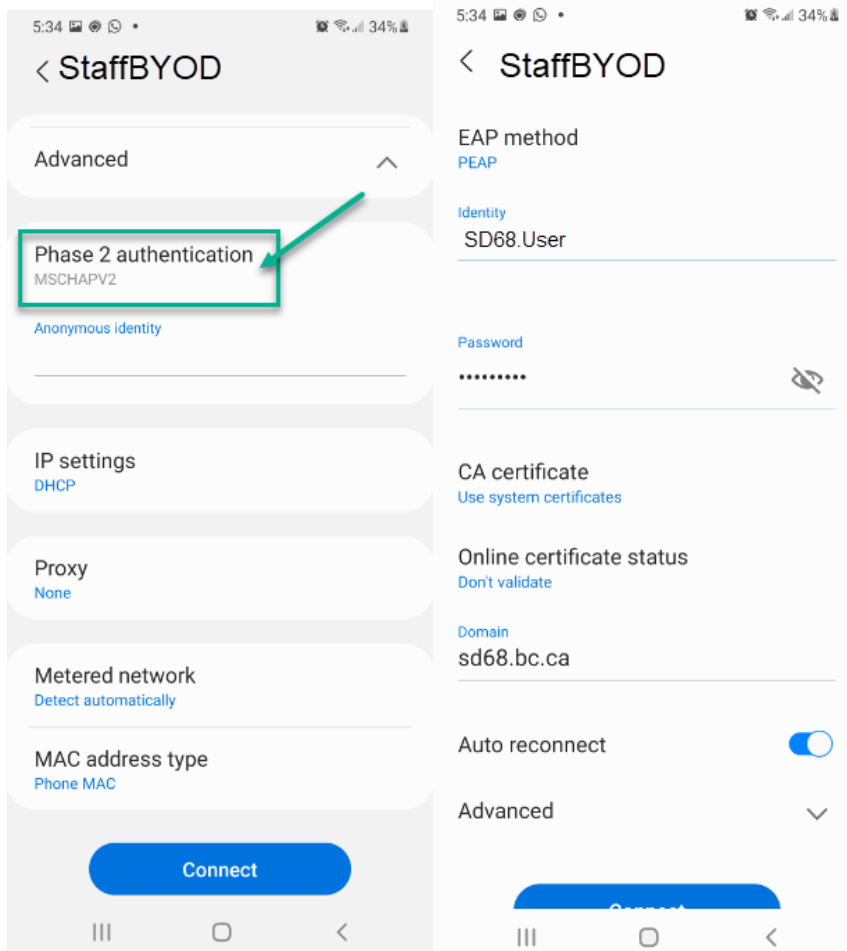 5:34
34%
StaffBYOD
Advanced
Phase 2 authentication
MSCHAPV2
Anonymous identity
IP settings
DHCP
Proxy
None
Metered network
Detect automatically
MAC address type
Phone MAC
Connect
5:34
34%
StaffBYOD
EAP method
PEAP
Identity
SD68.User
Password
•••••••••
CA certificate
Use system certificates
Online certificate status
Don't validate
Domain
sd68.bc.ca
Auto reconnect
Advanced
Connect